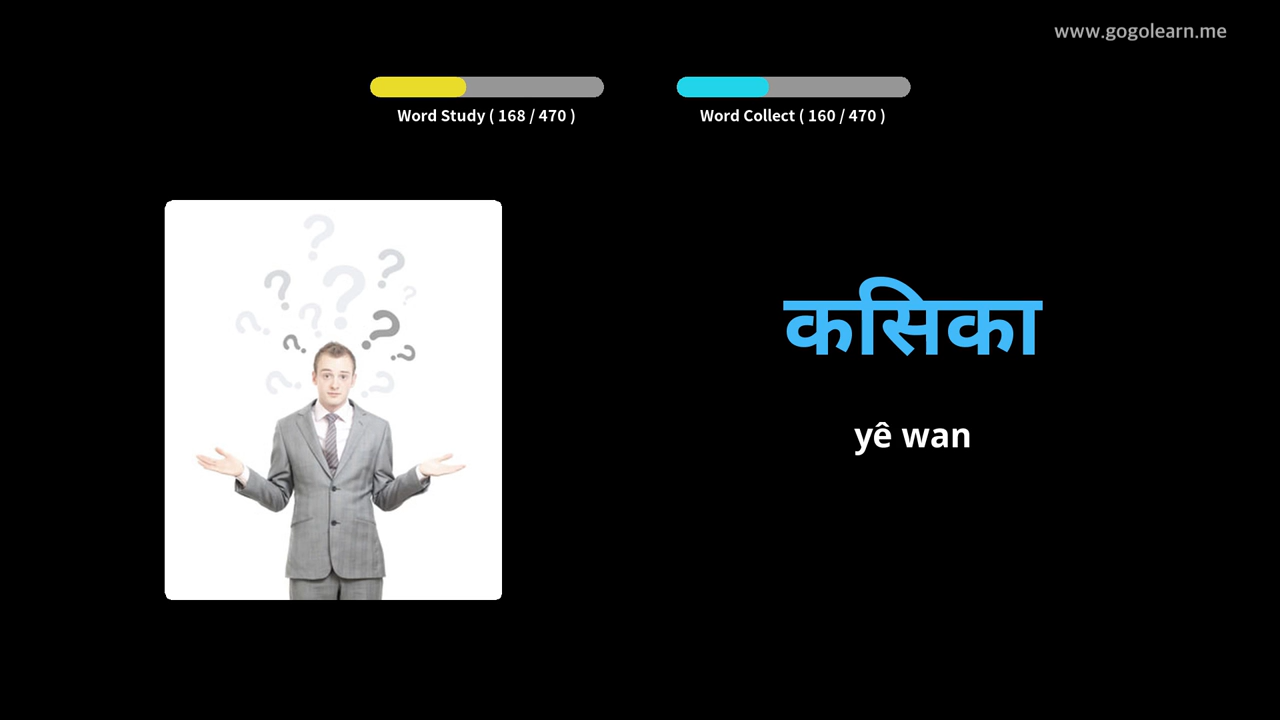 www.gogolearn.me
Word Study ( 168 / 470 )
Word Collect ( 160 / 470 )
कसिका
yê wan